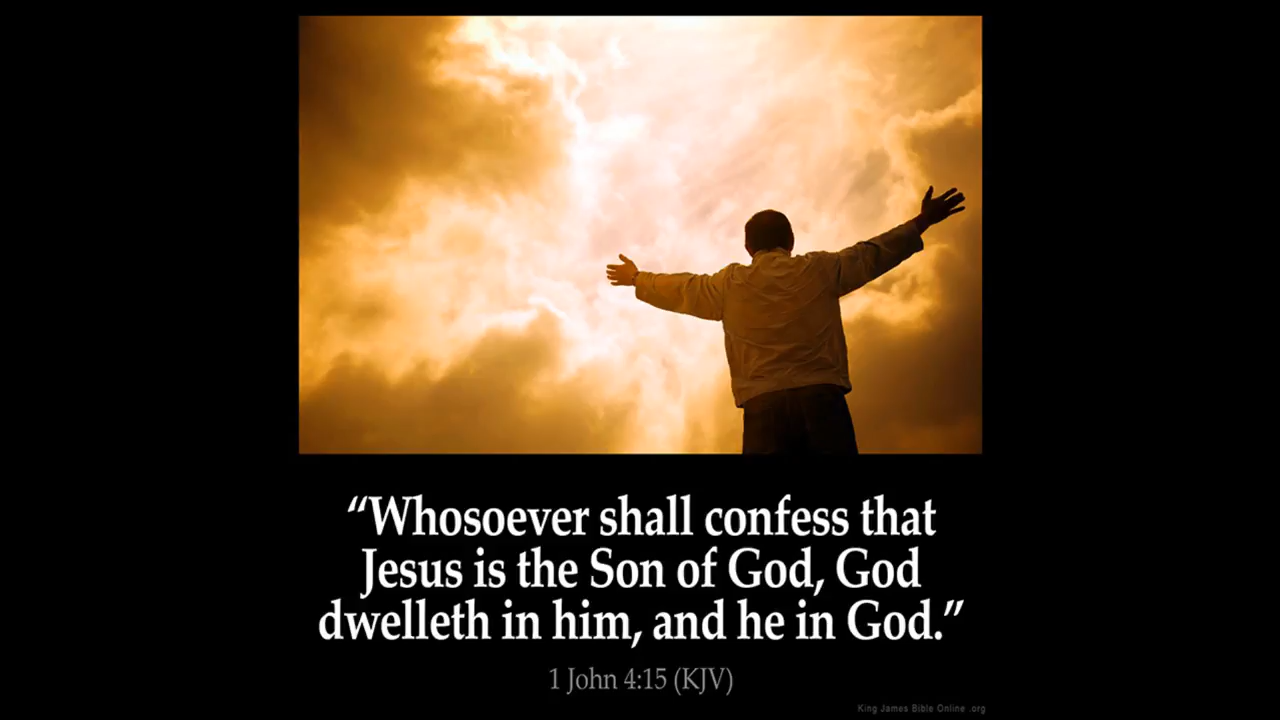 “Whosoever shall confess that
Jesus is the Son of God, God
dwelleth in him, and he in God.”
1 John 4:15 (KJV)
King James Bible Online .org